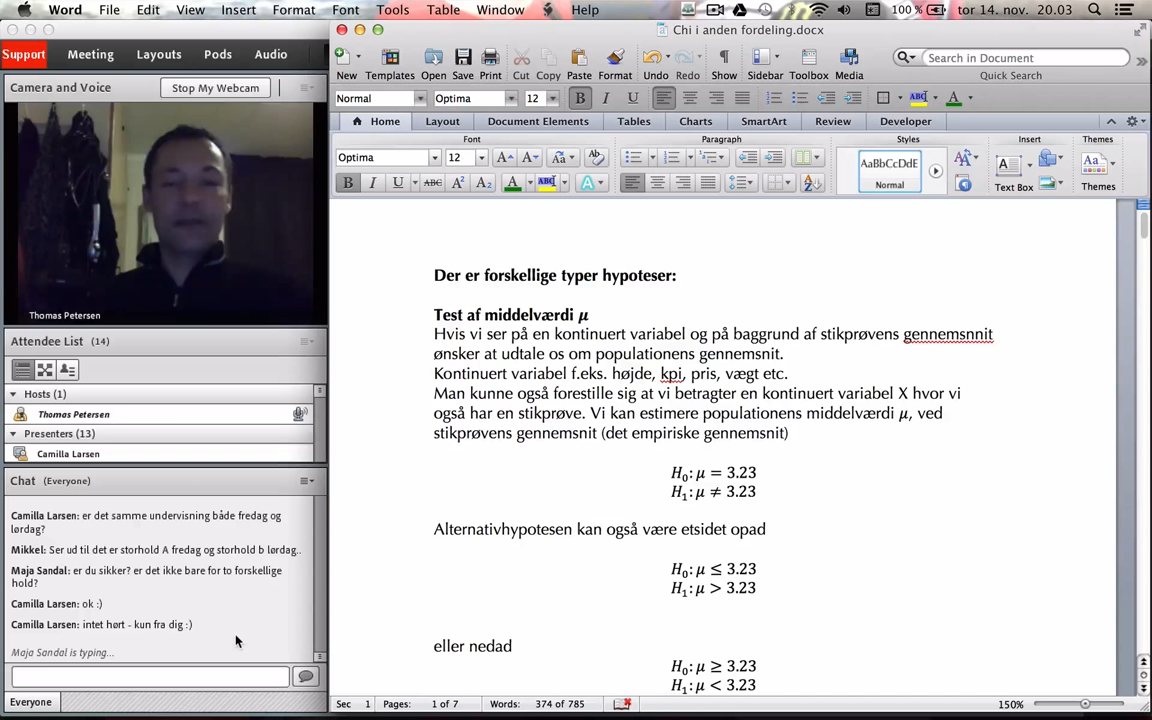 Word File Edit View Insert Format Font Tools Table Window Help 100% tor 14. nov. 20.03
Support Meeting Layouts Pods Audio
Camera and Voice Stop My Webcam
Thomas Petersen
Attendee List (14)
Hosts (1)
Thomas Petersen
Presenters (13)
Camilla Larsen
Chat (Everyone)
Camilla Larsen: er det samme undervisning både fredag og
lørdag?
Mikkel: Ser ud til det er storhold A fredag og storhold b lørdag..
Maja Sandal: er du sikker? er det ikke bare for to forskellige
hold?
Camilla Larsen: ok :)
Camilla Larsen: intet hørt - kun fra dig :)
Maja Sandal is typing...
Everyone
Chi i anden fordeling.docx
New Templates Open Save Print Cut Copy Paste Format Undo Redo Show Sidebar Toolbox Media
Search in Document
Quick Search
Normal Optima 12 B I U ABC A
Home Layout Document Elements Tables Charts SmartArt Review Developer
Font Paragraph Styles Insert Themes
Optima 12 A A Aa
B I U ABC A² A₂ A ABC A
AaBbCcDdE
Normal
A Text Box
Aa Themes
Der er forskellige typer hypoteser:
Test af middelværdi μ
Hvis vi ser på en kontinuert variabel og på baggrund af stikprøvens gennemsnnit
ønsker at udtale os om populationens gennemsnit.
Kontinuert variabel f.eks. højde, kpi, pris, vægt etc.
Man kunne også forestille sig at vi betragter en kontinuert variabel X hvor vi
også har en stikprøve. Vi kan estimere populationens middelværdi μ, ved
stikprøvens gennemsnit (det empiriske gennemsnit)
H₀: μ = 3.23
H₁: μ ≠ 3.23
Alternativhypotesen kan også være etsidet opad
H₀: μ ≤ 3.23
H₁: μ > 3.23
eller nedad
H₀: μ ≥ 3.23
H₁: μ < 3.23
Sec 1 Pages: 1 of 7 Words: 374 of 785 150%